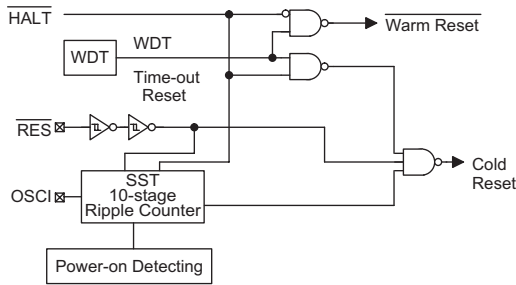 HALT
WDT
WDT
Time-out
Reset
Warm Reset
RES
OSCI
SST
10-stage
Ripple Counter
Cold
Reset
Power-on Detecting